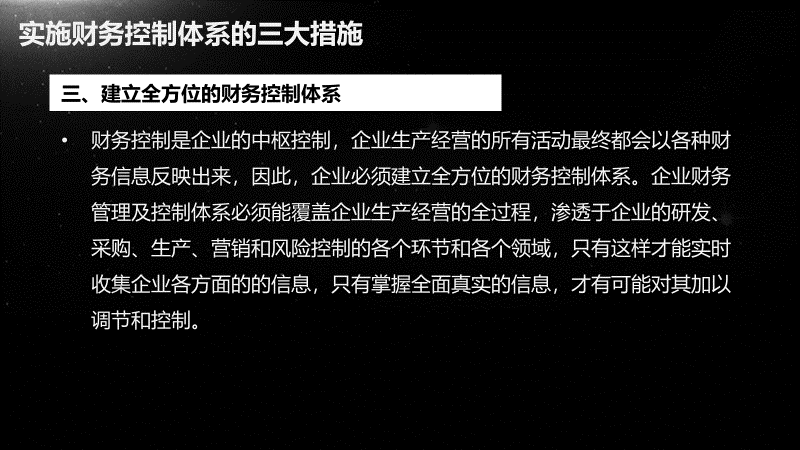 实施财务控制体系的三大措施
三、建立全方位的财务控制体系
• 财务控制是企业的中枢控制，企业生产经营的所有活动最终都会以各种财
务信息反映出来，因此，企业必须建立全方位的财务控制体系。企业财务
管理及控制体系必须能覆盖企业生产经营的全过程，渗透于企业的研发、
采购、生产、营销和风险控制的各个环节和各个领域，只有这样才能实时
收集企业各方面的的信息，只有掌握全面真实的信息，才有可能对其加以
调节和控制。